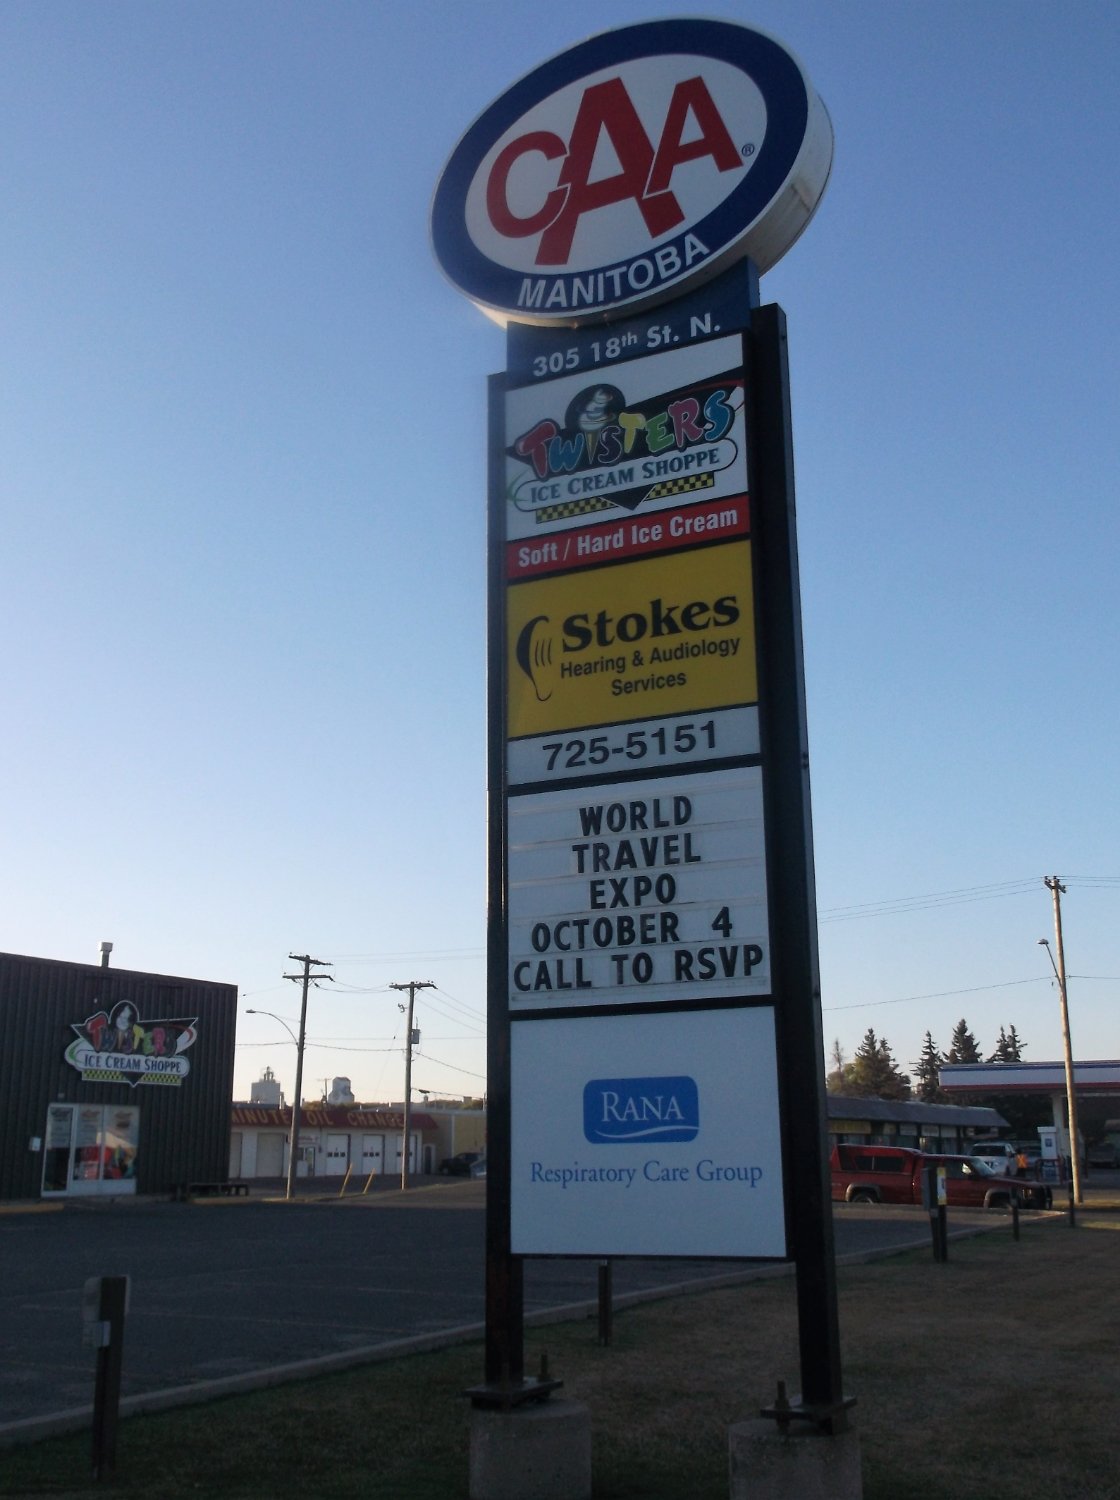 CAA®
MANITOBA
305 18th St. N.
TWISTERS
ICE CREAM SHOPPE
Soft / Hard Ice Cream
Stokes
Hearing & Audiology
Services
725-5151
WORLD
TRAVEL
EXPO
OCTOBER 4
CALL TO RSVP
RANA
Respiratory Care Group
TWISTERS
ICE CREAM SHOPPE
MINUTE OIL CHANGE